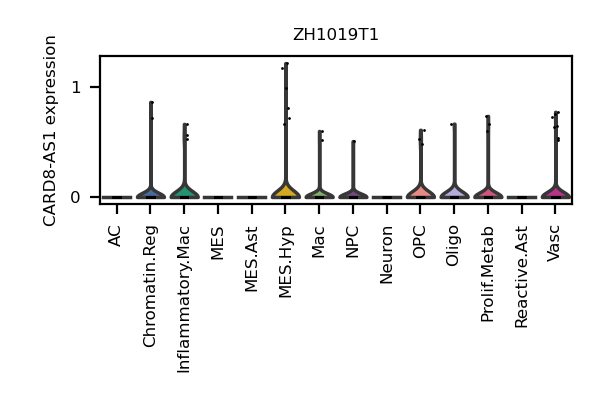 ZH1019T1
CARD8-AS1 expression
1
0
AC
Chromatin.Reg
Inflammatory.Mac
MES
MES.Ast
MES.Hyp
Mac
NPC
Neuron
OPC
Oligo
Prolif.Metab
Reactive.Ast
Vasc